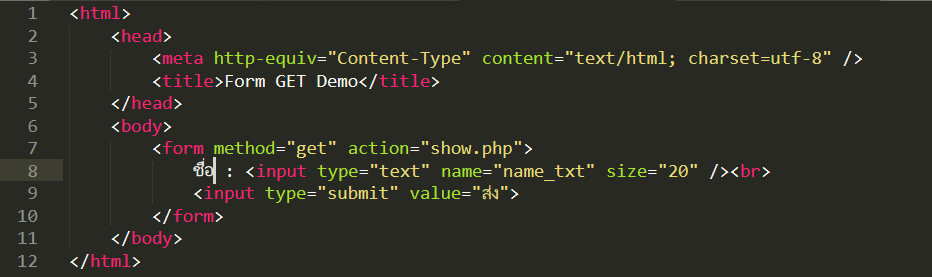 1 <html>
2 <head>
3 <meta http-equiv="Content-Type" content="text/html; charset=utf-8" />
4 <title>Form GET Demo</title>
5 </head>
6 <body>
7 <form method="get" action="show.php">
8 ชื่อ : <input type="text" name="name_txt" size="20" /><br>
9 <input type="submit" value="ส่ง">
10 </form>
11 </body>
12 </html>